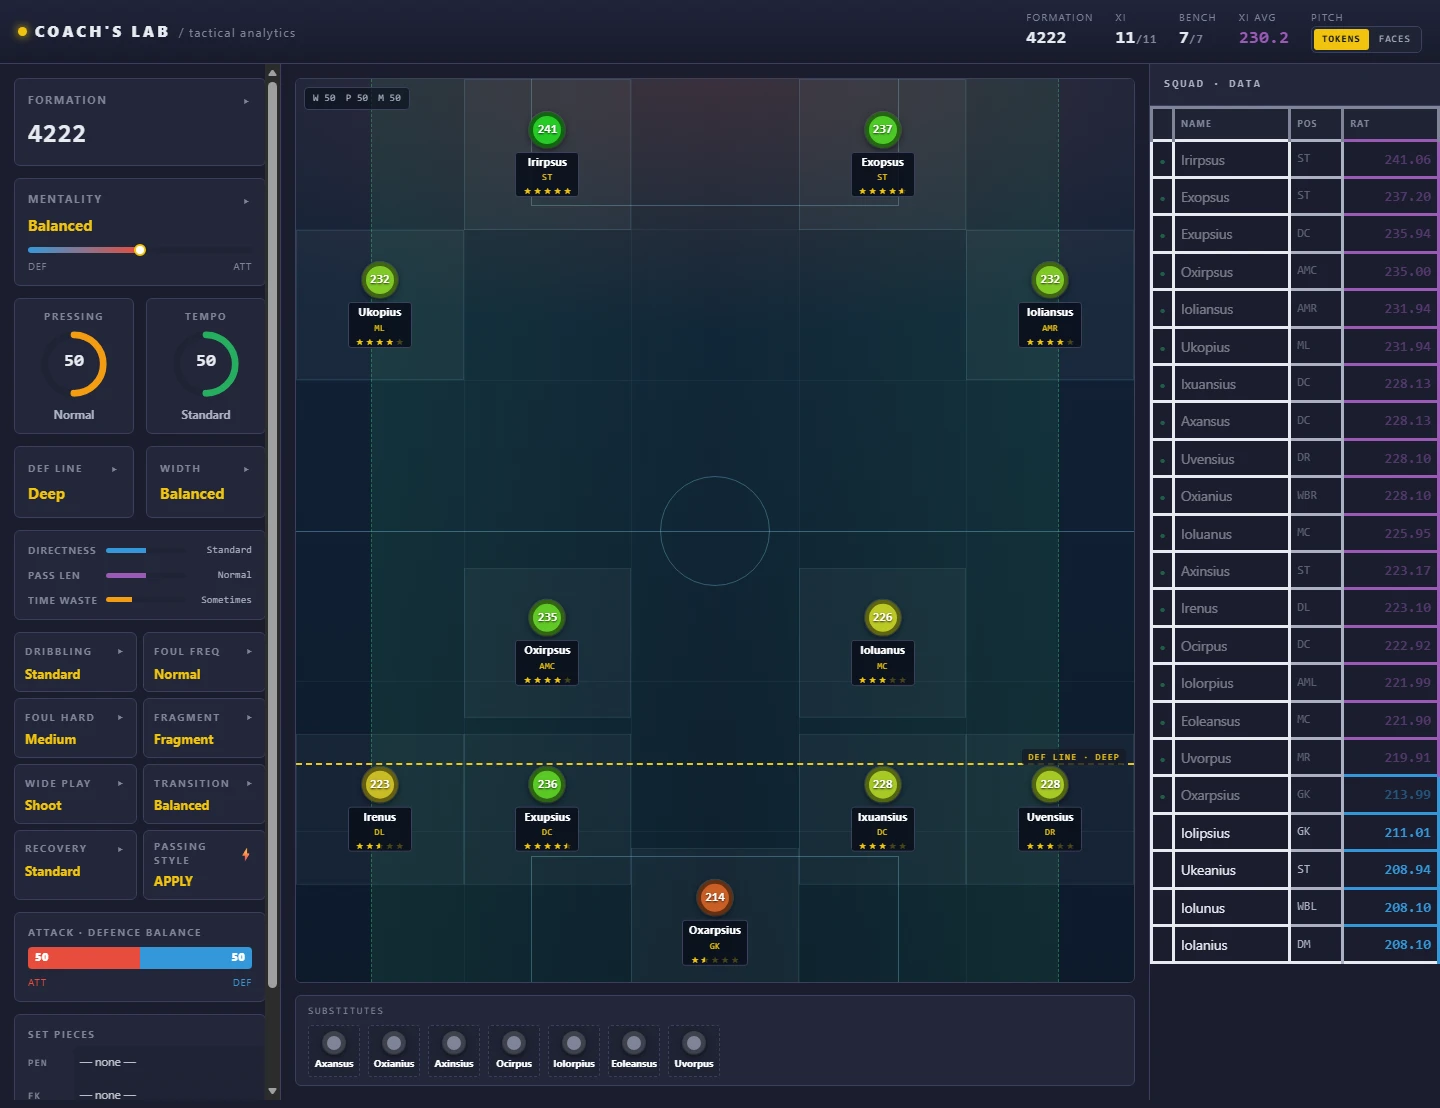 COACH'S LAB / tactical analytics
FORMATION
4222
XI
11/11
BENCH
7/7
XI AVG
230.2
PITCH
TOKENS FACES
FORMATION
4222
MENTALITY
Balanced
DEF ATT
PRESSING
50
Normal
TEMPO
50
Standard
DEF LINE
Deep
WIDTH
Balanced
DIRECTNESS Standard
PASS LEN Normal
TIME WASTE Sometimes
DRIBBLING
Standard
FOUL FREQ
Normal
FOUL HARD
Medium
FRAGMENT
Fragment
WIDE PLAY
Shoot
TRANSITION
Balanced
RECOVERY
Standard
PASSING
STYLE
APPLY
ATTACK · DEFENCE BALANCE
50 50
ATT DEF
SET PIECES
PEN — none —
FK — none —
W 50 P 50 M 50
241
Irirpsus
ST
237
Exopsus
ST
232
Ukopius
ML
232
Ioliansus
AMR
235
Oxirpsus
AMC
226
Ioluanus
MC
DEF LINE · DEEP
223
Irenus
DL
236
Exupsius
DC
228
Ixuansius
DC
228
Uvensius
DR
214
Oxarpsius
GK
SUBSTITUTES
Axansus Oxianius Axinsius Ocirpus Iolorpius Eoleansus Uvorpus
SQUAD · DATA
NAME POS RAT
Irirpsus ST 241.06
Exopsus ST 237.20
Exupsius DC 235.94
Oxirpsus AMC 235.00
Ioliansus AMR 231.94
Ukopius ML 231.94
Ixuansius DC 228.13
Axansus DC 228.13
Uvensius DR 228.10
Oxianius WBR 228.10
Ioluanus MC 225.95
Axinsius ST 223.17
Irenus DL 223.10
Ocirpus DC 222.92
Iolorpius AML 221.99
Eoleansus MC 221.90
Uvorpus MR 219.91
Oxarpsius GK 213.99
Iolipsius GK 211.01
Ukeanius ST 208.94
Iolunus WBL 208.10
Iolanius DM 208.10